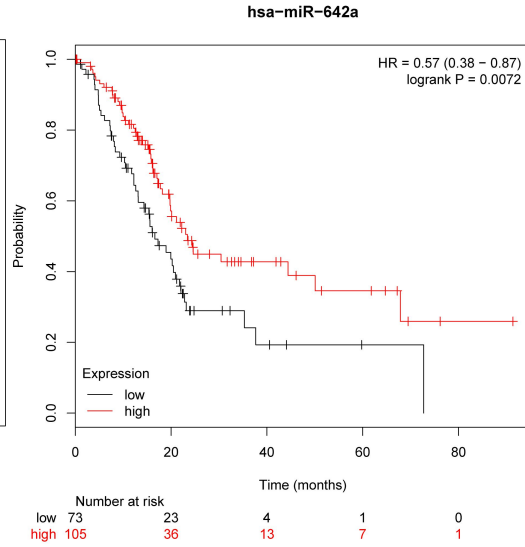 hsa−miR−642a
HR = 0.57 (0.38 − 0.87)
logrank P = 0.0072
Probability
1.0
0.8
0.6
0.4
0.2
0.0
Expression
low
high
0 20 40 60 80
Time (months)
Number at risk
low 73 23 4 1 0
high 105 36 13 7 1